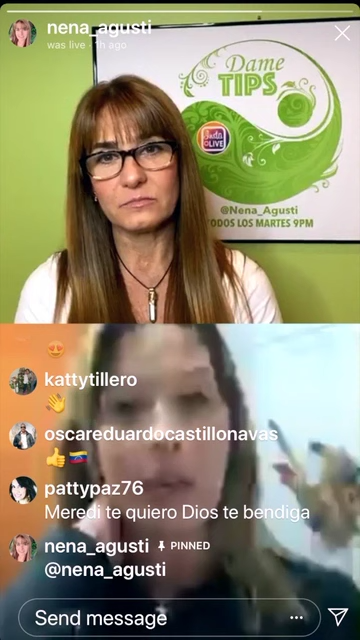 nena_agusti
was live · 1h ago
Dame
TIPS
Insta
LIVE
@Nena_Agusti
TODOS LOS MARTES 9PM
kattytillero
👋
oscareduardocastillonavas
👍🇻🇪
pattypaz76
Meredi te quiero Dios te bendiga
nena_agusti PINNED
@nena_agusti
Send message